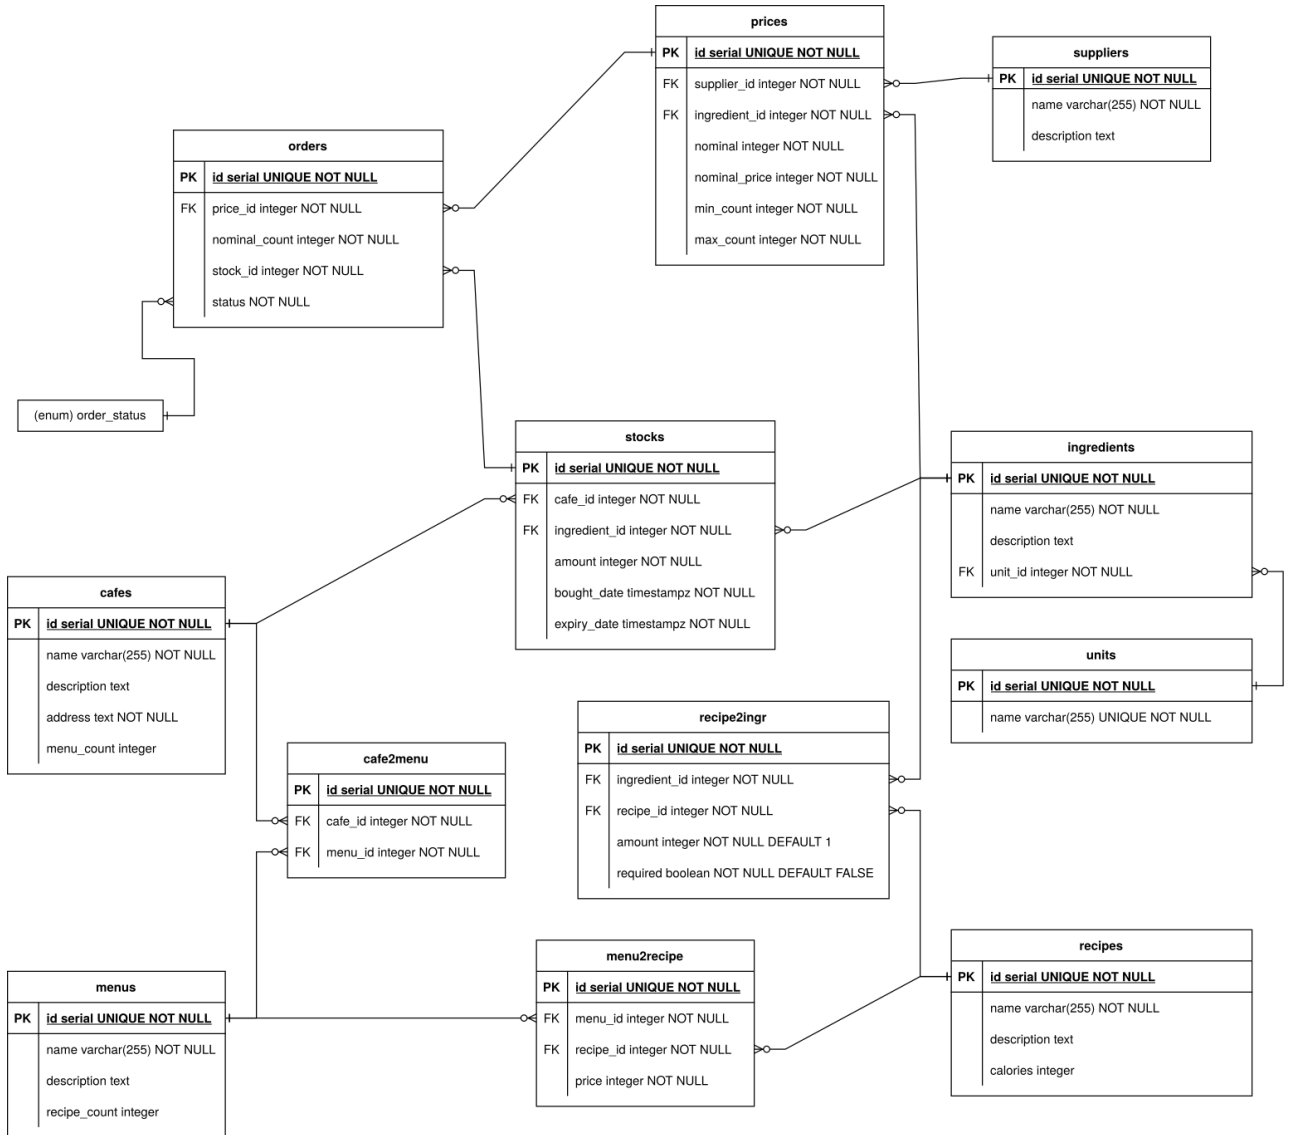 prices
PK id serial UNIQUE NOT NULL
FK supplier_id integer NOT NULL
FK ingredient_id integer NOT NULL
nominal integer NOT NULL
nominal_price integer NOT NULL
min_count integer NOT NULL
max_count integer NOT NULL
suppliers
PK id serial UNIQUE NOT NULL
name varchar(255) NOT NULL
description text
orders
PK id serial UNIQUE NOT NULL
FK price_id integer NOT NULL
nominal_count integer NOT NULL
stock_id integer NOT NULL
status NOT NULL
(enum) order_status
stocks
PK id serial UNIQUE NOT NULL
FK cafe_id integer NOT NULL
FK ingredient_id integer NOT NULL
amount integer NOT NULL
bought_date timestampz NOT NULL
expiry_date timestampz NOT NULL
ingredients
PK id serial UNIQUE NOT NULL
name varchar(255) NOT NULL
description text
FK unit_id integer NOT NULL
cafes
PK id serial UNIQUE NOT NULL
name varchar(255) NOT NULL
description text
address text NOT NULL
menu_count integer
units
PK id serial UNIQUE NOT NULL
name varchar(255) UNIQUE NOT NULL
recipe2ingr
PK id serial UNIQUE NOT NULL
FK ingredient_id integer NOT NULL
FK recipe_id integer NOT NULL
amount integer NOT NULL DEFAULT 1
required boolean NOT NULL DEFAULT FALSE
cafe2menu
PK id serial UNIQUE NOT NULL
FK cafe_id integer NOT NULL
FK menu_id integer NOT NULL
menu2recipe
PK id serial UNIQUE NOT NULL
FK menu_id integer NOT NULL
FK recipe_id integer NOT NULL
price integer NOT NULL
recipes
PK id serial UNIQUE NOT NULL
name varchar(255) NOT NULL
description text
calories integer
menus
PK id serial UNIQUE NOT NULL
name varchar(255) NOT NULL
description text
recipe_count integer